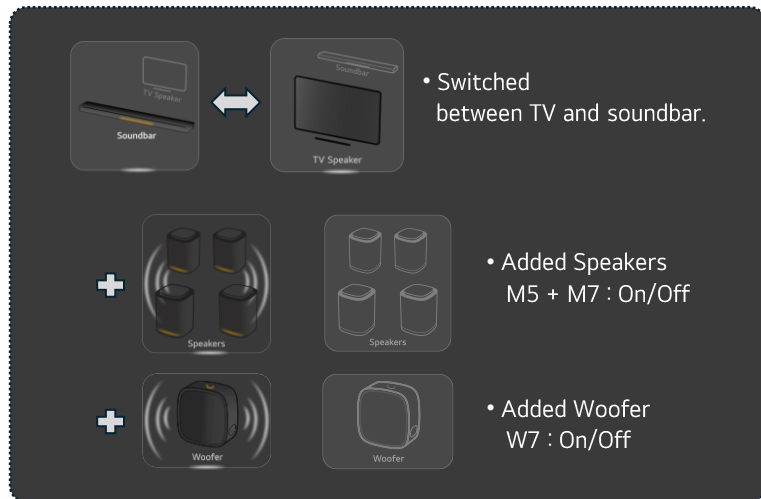 TV Speaker
Soundbar
Soundbar
TV Speaker
• Switched
between TV and soundbar.
Speakers
Speakers
• Added Speakers
M5 + M7 : On/Off
Woofer
Woofer
• Added Woofer
W7 : On/Off